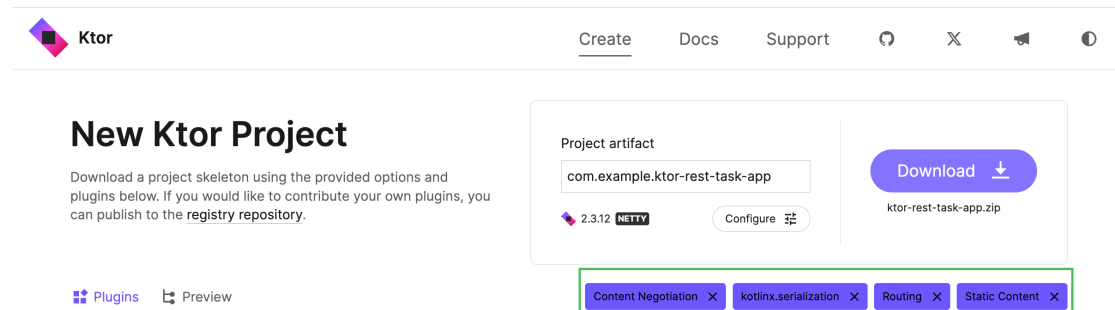 Ktor
Create
Docs
Support
New Ktor Project
Download a project skeleton using the provided options and
plugins below. If you would like to contribute your own plugins, you
can publish to the registry repository.
Project artifact
com.example.ktor-rest-task-app
2.3.12 NETTY
Configure
Download
ktor-rest-task-app.zip
Plugins
Preview
Content Negotiation
kotlinx.serialization
Routing
Static Content